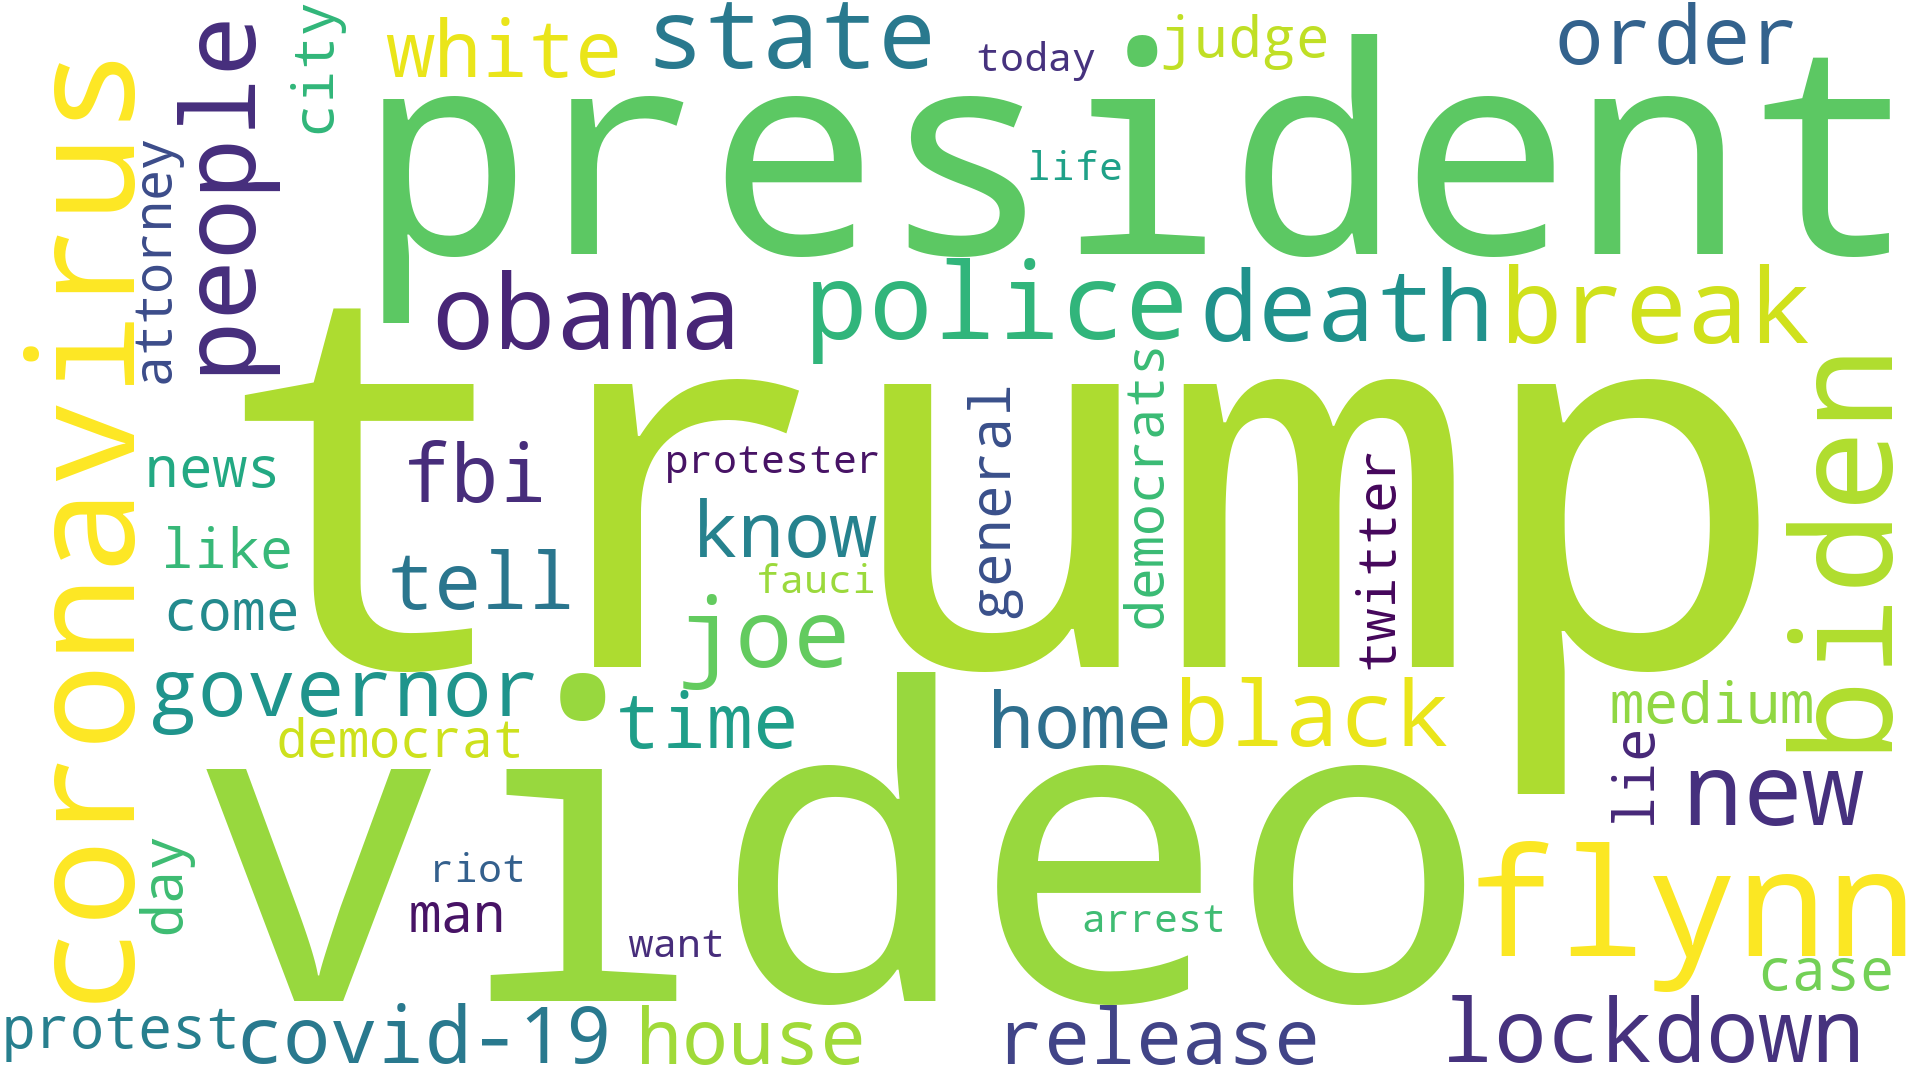 coronavirus
people
city
attorney
white
state
today
judge
order
president
life
obama
police
death
break
trump
biden
news
fbi
protester
general
democrats
twitter
like
know
come
tell
fauci
joe
governor
democrat
time
home
black
medium
lie
new
video
day
riot
man
want
arrest
flynn
case
protest
covid-19
house
release
lockdown